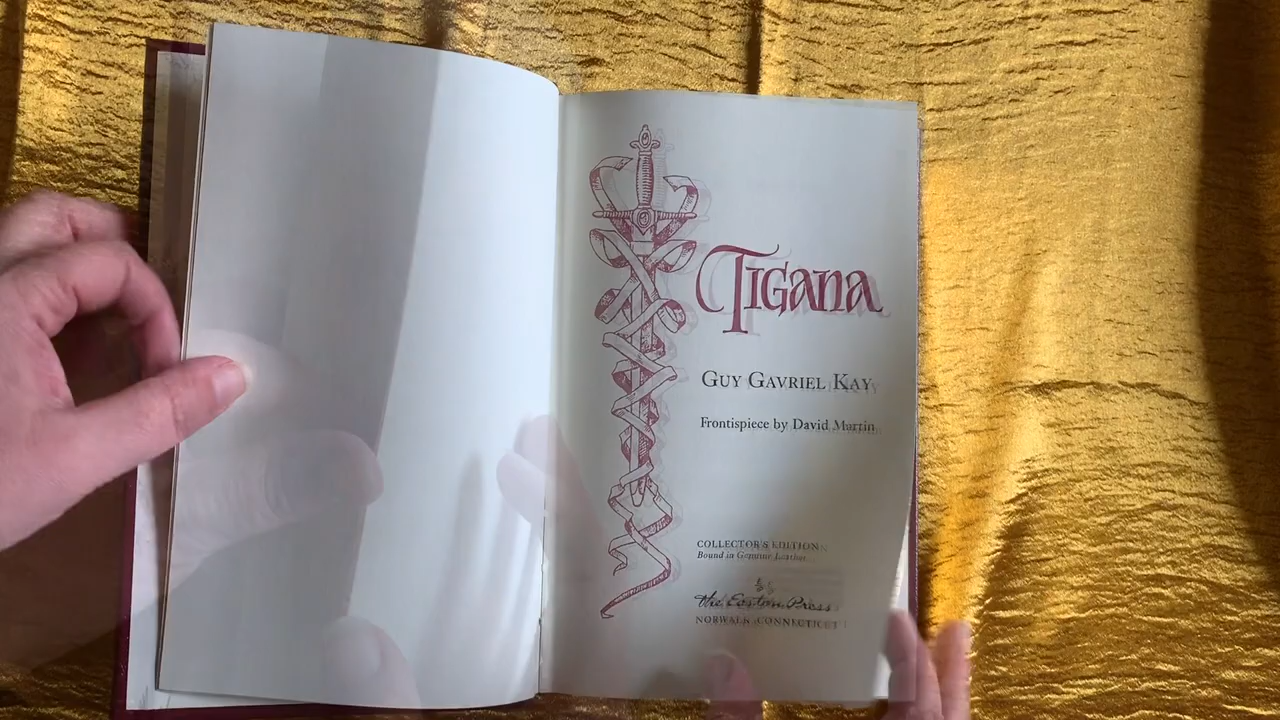 TIGANA
GUY GAVRIEL KAY
Frontispiece by David Martin
COLLECTOR'S EDITION
Bound in Genuine Leather
The Easton Press
NORWALK, CONNECTICUT